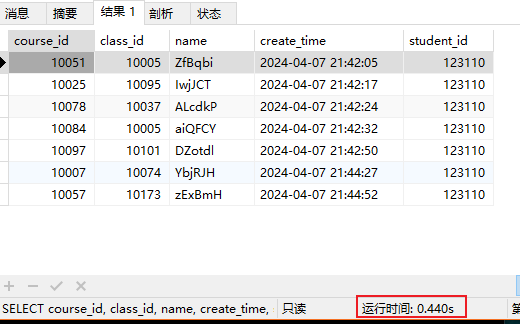 消息 摘要 结果 1 剖析 状态
course_id class_id name create_time student_id
10051 10005 ZfBqbi 2024-04-07 21:42:05 123110
10025 10095 IwjJCT 2024-04-07 21:42:17 123110
10078 10037 ALcdkP 2024-04-07 21:42:24 123110
10084 10005 aiQFCY 2024-04-07 21:42:32 123110
10097 10101 DZotdl 2024-04-07 21:42:50 123110
10007 10074 YbjRJH 2024-04-07 21:44:27 123110
10057 10173 zExBmH 2024-04-07 21:44:52 123110
SELECT course_id, class_id, name, create_time, 只读 运行时间: 0.440s 第